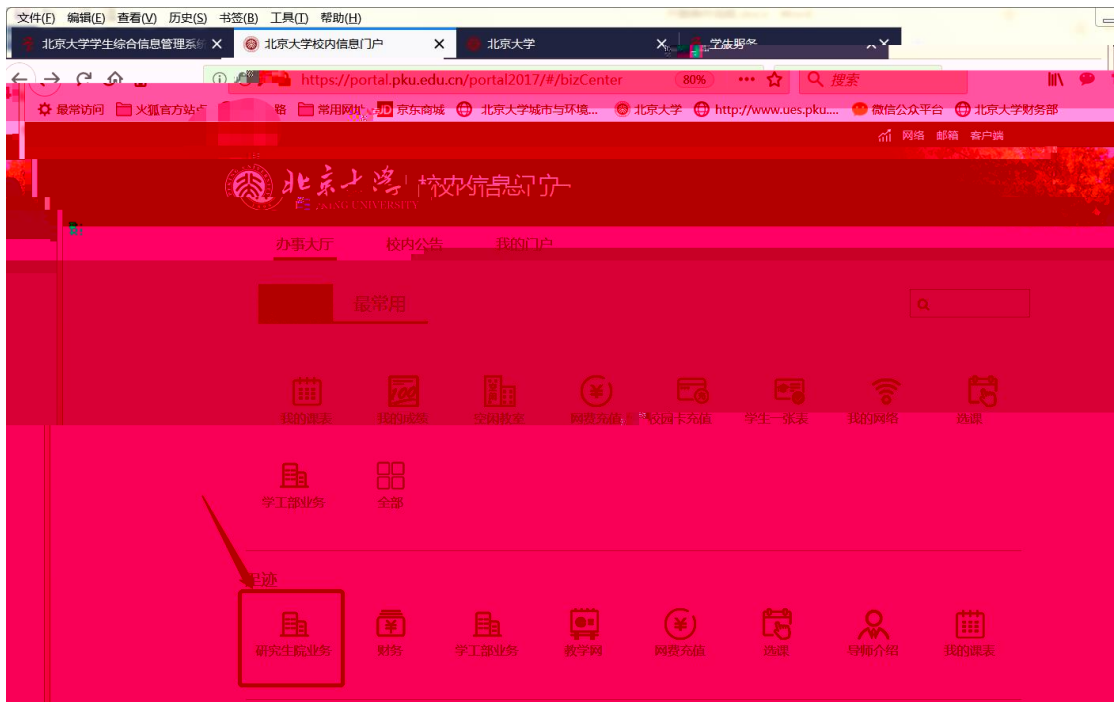 文件(F) 编辑(E) 查看(V) 历史(S) 书签(B) 工具(T) 帮助(H)
北京大学学生综合信息管理系统 北京大学校内信息门户 北京大学
https://portal.pku.edu.cn/portal2017/#/bizCenter 80% 搜索
最常访问 火狐官方站点 常用网址 JD 京东商城 北京大学城市与环境... 北京大学 http://www.ues.pku.... 微信公众平台 北京大学财务部
网络 邮箱 客户端
北京大学 校内信息门户
PEKING UNIVERSITY
办事大厅 校内公告 我的门户
最常用
我的课表 我的成绩 空闲教室 网费充值 校园卡充值 学生一张表 我的网络 选课
学工部业务 全部
足迹
研究生院业务 财务 学工部业务 教学网 网费充值 选课 导师介绍 我的课表